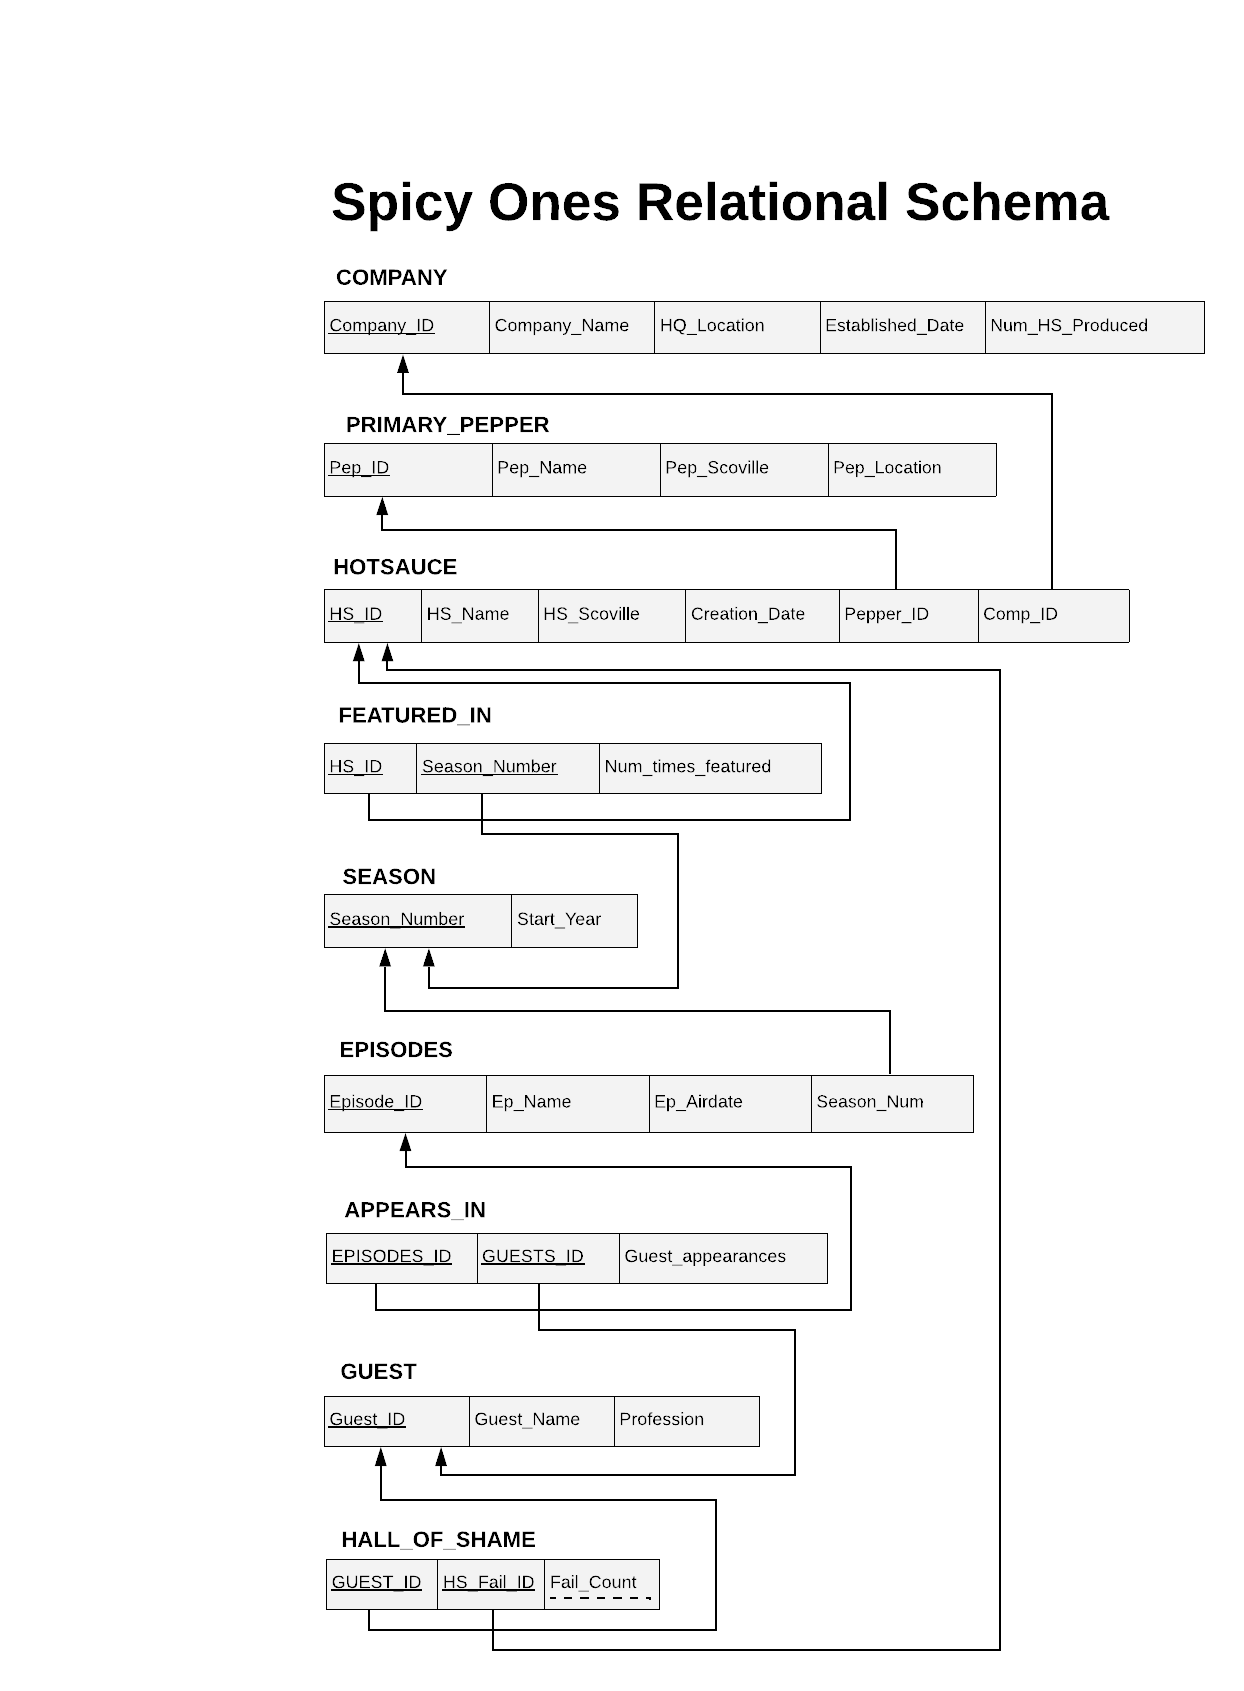 Spicy Ones Relational Schema
COMPANY
Company_ID Company_Name HQ_Location Established_Date Num_HS_Produced
PRIMARY_PEPPER
Pep_ID Pep_Name Pep_Scoville Pep_Location
HOTSAUCE
HS_ID HS_Name HS_Scoville Creation_Date Pepper_ID Comp_ID
FEATURED_IN
HS_ID Season_Number Num_times_featured
SEASON
Season_Number Start_Year
EPISODES
Episode_ID Ep_Name Ep_Airdate Season_Num
APPEARS_IN
EPISODES_ID GUESTS_ID Guest_appearances
GUEST
Guest_ID Guest_Name Profession
HALL_OF_SHAME
GUEST_ID HS_Fail_ID Fail_Count